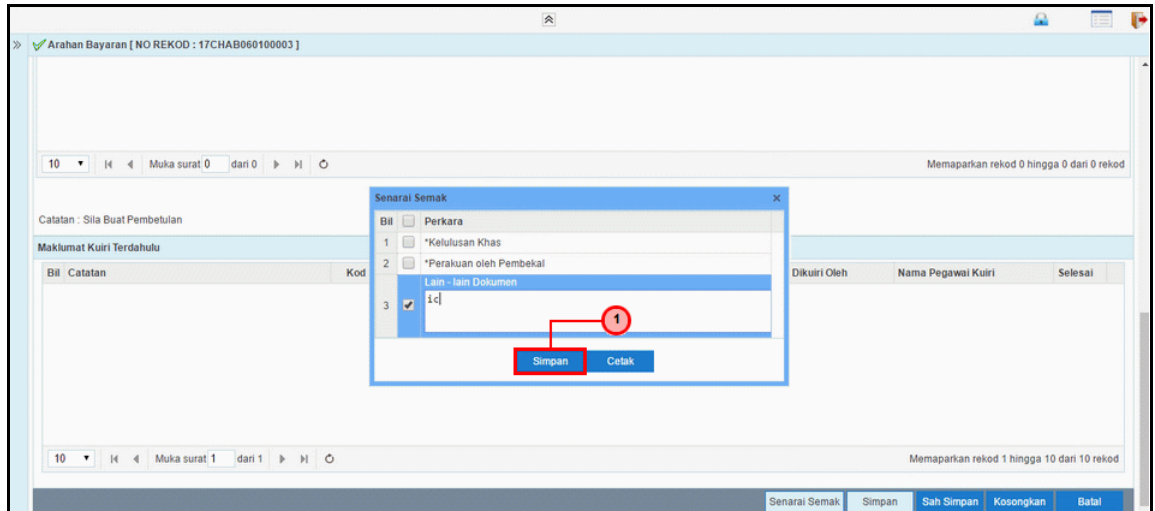 Arahan Bayaran [ NO REKOD : 17CHAB060100003 ]
10 Muka surat 0 dari 0 Memaparkan rekod 0 hingga 0 dari 0 rekod
Catatan : Sila Buat Pembetulan
Maklumat Kuiri Terdahulu
Bil Catatan Kod Dikuiri Oleh Nama Pegawai Kuiri Selesai
Senarai Semak
Bil Perkara
1 *Kelulusan Khas
2 *Perakuan oleh Pembekal
Lain - lain Dokumen
3 ic
1
Simpan Cetak
10 Muka surat 1 dari 1 Memaparkan rekod 1 hingga 10 dari 10 rekod
Senarai Semak Simpan Sah Simpan Kosongkan Batal